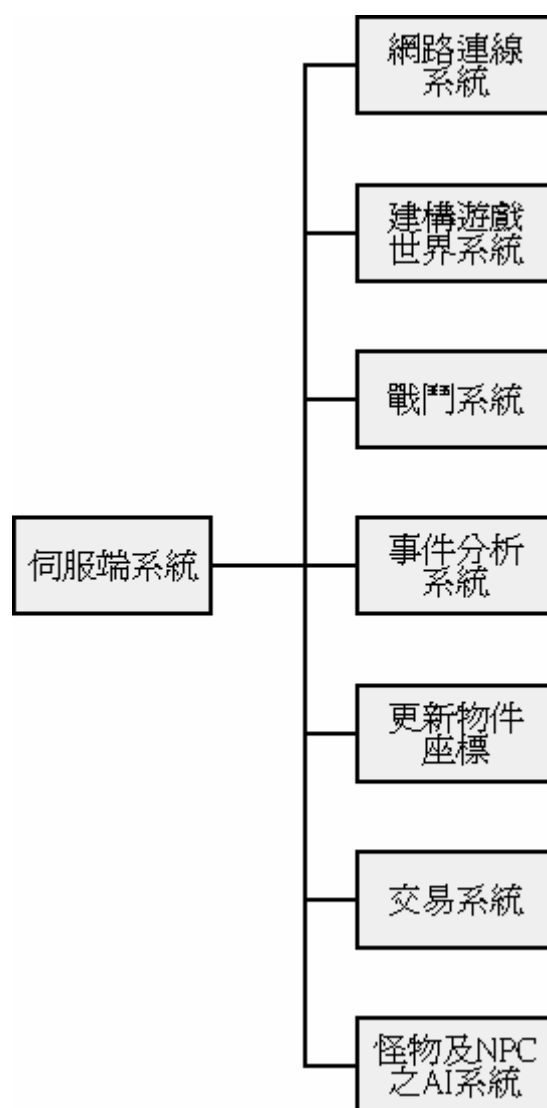 網路連線
系統
建構遊戲
世界系統
戰鬥系統
伺服端系統
事件分析
系統
更新物件
座標
交易系統
怪物及NPC
之AI系統